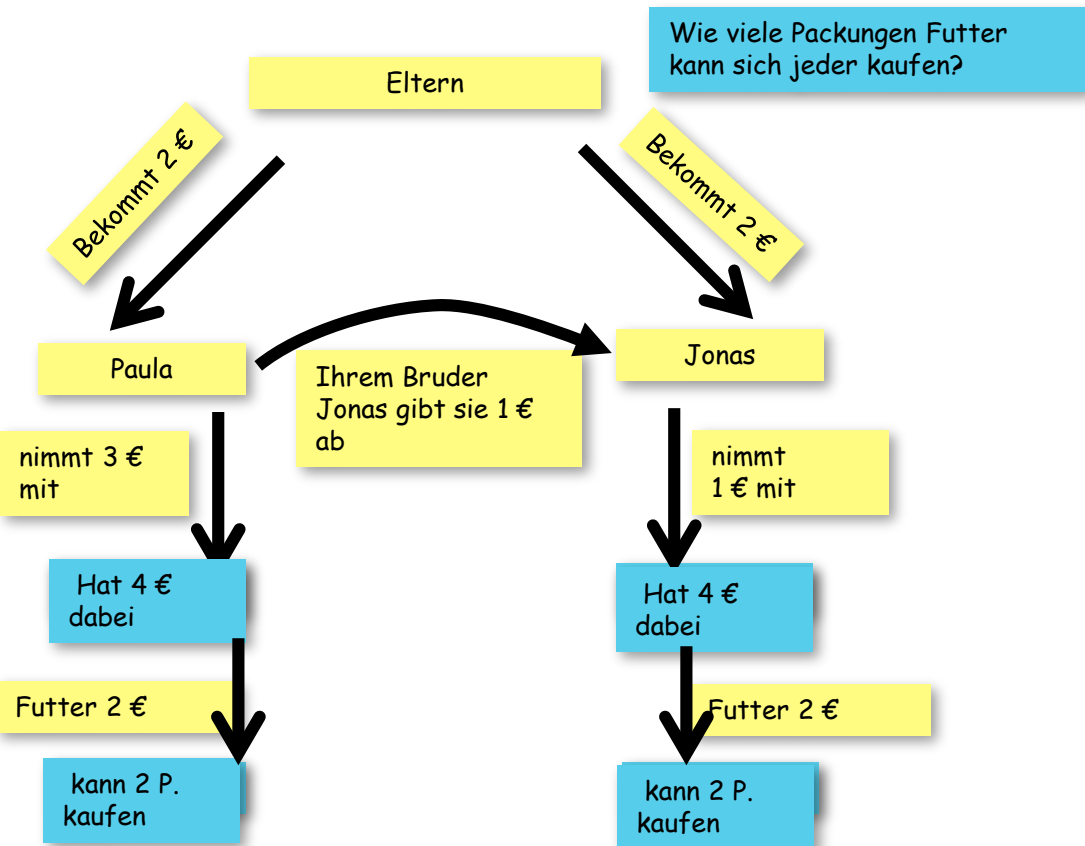 Wie viele Packungen Futter
kann sich jeder kaufen?
Eltern
Bekommt 2 €
Bekommt 2 €
Paula
Ihrem Bruder
Jonas gibt sie 1 €
ab
Jonas
nimmt 3 €
mit
nimmt
1 € mit
Hat 4 €
dabei
Hat 4 €
dabei
Futter 2 €
Futter 2 €
kann 2 P.
kaufen
kann 2 P.
kaufen